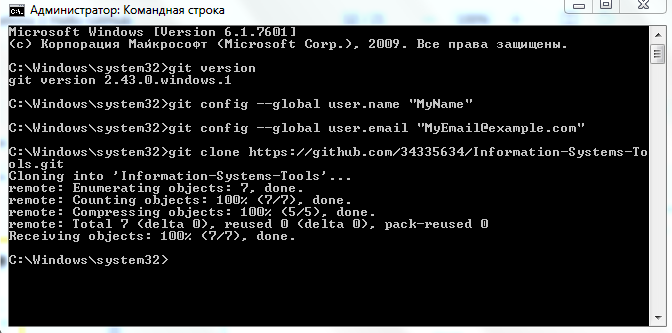 Администратор: Командная строка
Microsoft Windows [Version 6.1.7601]
(c) Корпорация Майкрософт (Microsoft Corp.), 2009. Все права защищены.
C:\Windows\system32>git version
git version 2.43.0.windows.1
C:\Windows\system32>git config --global user.name "MyName"
C:\Windows\system32>git config --global user.email "MyEmail@example.com"
C:\Windows\system32>git clone https://github.com/34335634/Information-Systems-To
ols.git
Cloning into 'Information-Systems-Tools'...
remote: Enumerating objects: 7, done.
remote: Counting objects: 100% (7/7), done.
remote: Compressing objects: 100% (5/5), done.
remote: Total 7 (delta 0), reused 0 (delta 0), pack-reused 0
Receiving objects: 100% (7/7), done.
C:\Windows\system32>